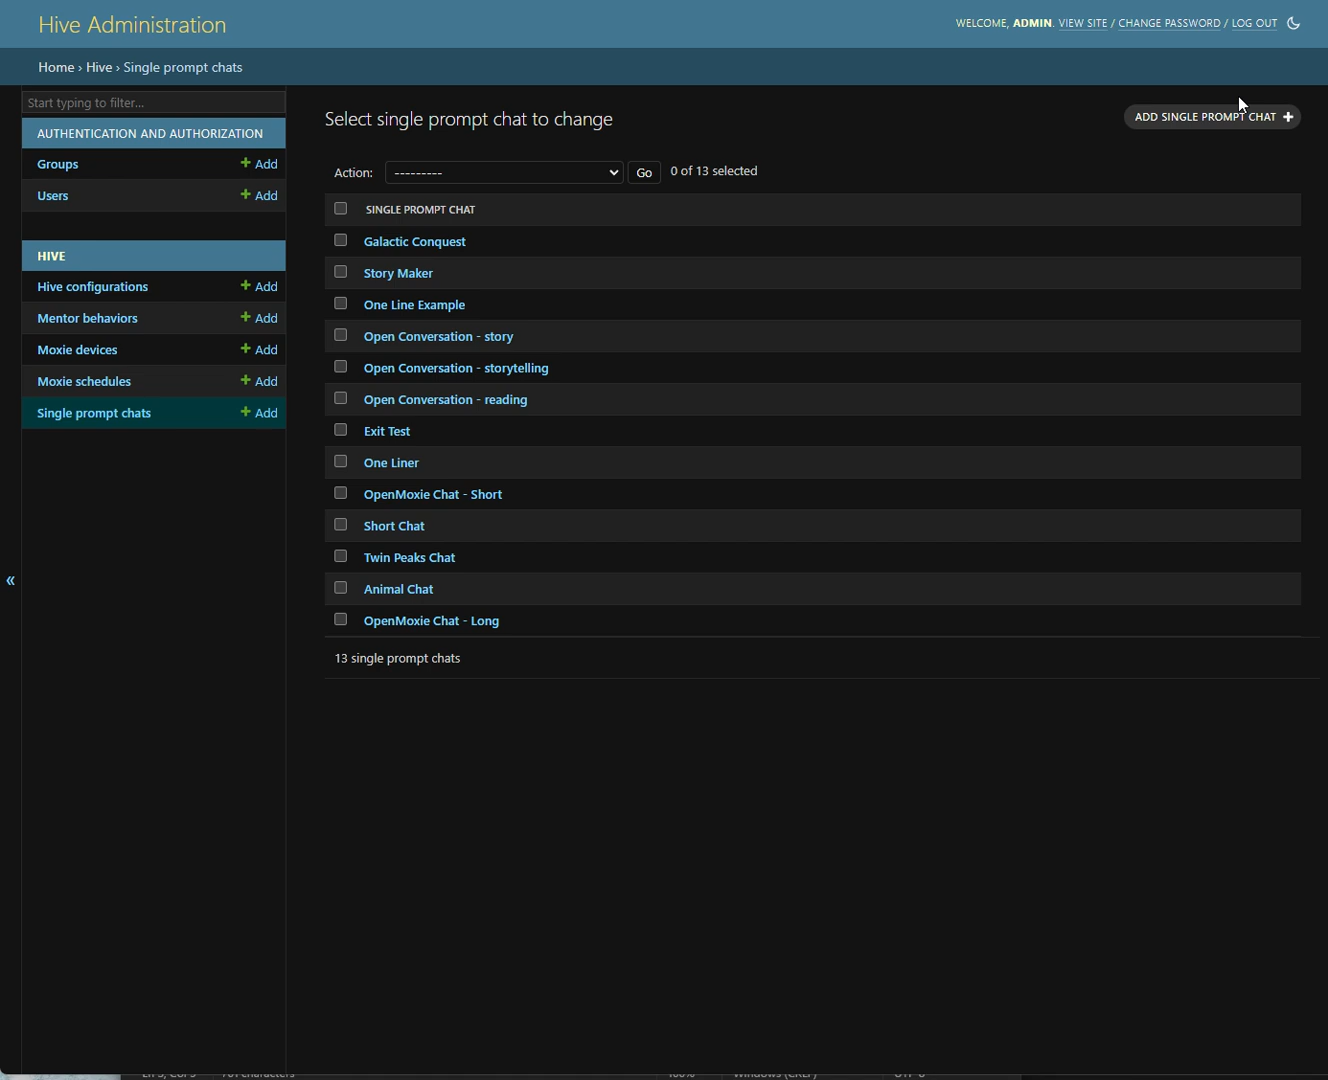 Hive Administration
WELCOME, ADMIN. VIEW SITE / CHANGE PASSWORD / LOG OUT
Home › Hive › Single prompt chats
Start typing to filter...
AUTHENTICATION AND AUTHORIZATION
Groups + Add
Users + Add
HIVE
Hive configurations + Add
Mentor behaviors + Add
Moxie devices + Add
Moxie schedules + Add
Single prompt chats + Add
«
Select single prompt chat to change
ADD SINGLE PROMPT CHAT +
Action: --------- Go 0 of 13 selected
SINGLE PROMPT CHAT
Galactic Conquest
Story Maker
One Line Example
Open Conversation - story
Open Conversation - storytelling
Open Conversation - reading
Exit Test
One Liner
OpenMoxie Chat - Short
Short Chat
Twin Peaks Chat
Animal Chat
OpenMoxie Chat - Long
13 single prompt chats